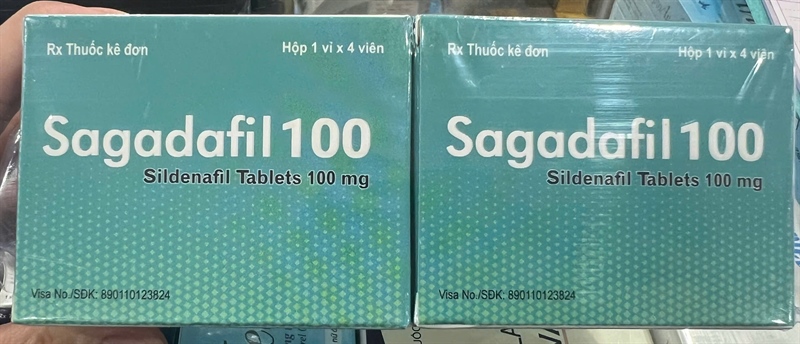 Rx Thuốc kê đơn
Hộp 1 vỉ x 4 viên
Sagadafil 100
Sildenafil Tablets 100 mg
Visa No./SĐK: 890110123824
Rx Thuốc kê đơn
Hộp 1 vỉ x 4 viên
Sagadafil 100
Sildenafil Tablets 100 mg
Visa No./SĐK: 890110123824